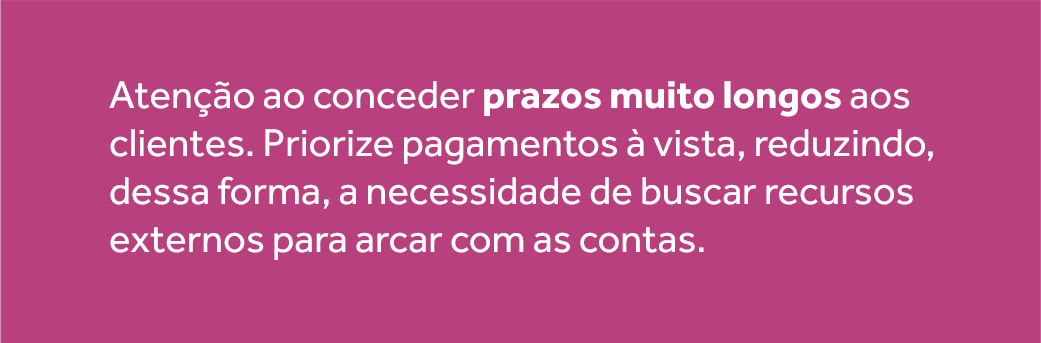 Atenção ao conceder prazos muito longos aos
clientes. Priorize pagamentos à vista, reduzindo,
dessa forma, a necessidade de buscar recursos
externos para arcar com as contas.